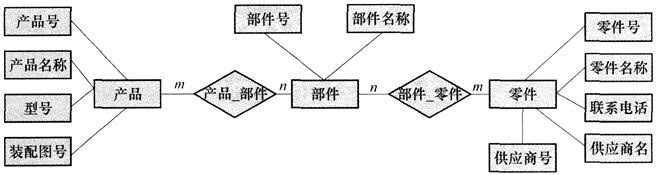 产品号
部件号
部件名称
零件号
产品名称
零件名称
产品
m
产品_部件
n
部件
n
部件_零件
m
零件
型号
联系电话
装配图号
供应商号
供应商名